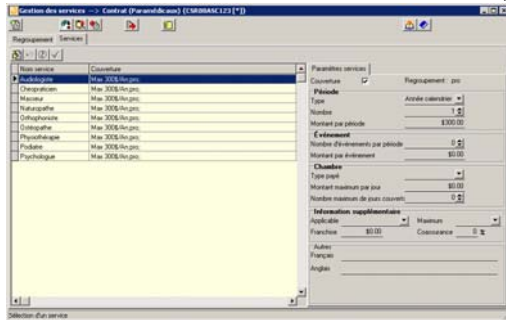 Gestion des services --> Contrat (Paramédicaux) (CSR00ASC123 [*])
Regroupement Services
Nom service Couverture
Audiologiste Max 300$/An;pro;
Chiropraticien Max 300$/An;pro;
Masseur Max 300$/An;pro;
Naturopathe Max 300$/An;pro;
Orthophoniste Max 300$/An;pro;
Ostéopathe Max 300$/An;pro;
Physiothérapie Max 300$/An;pro;
Podiatre Max 300$/An;pro;
Psychologue Max 300$/An;pro;
Paramètres services
Couverture Regroupement : pro
Période
Type Année calendrier
Nombre 1
Montant par période $300.00
Événement
Nombre d'événements par période 0
Montant par événement $0.00
Chambre
Type payé
Montant maximum par jour $0.00
Nombre maximum de jours couverts 0
Information supplémentaire
Applicable Maximum
Franchise $0.00 Coassurance 0 %
Autres
Français
Anglais
Sélection d'un service